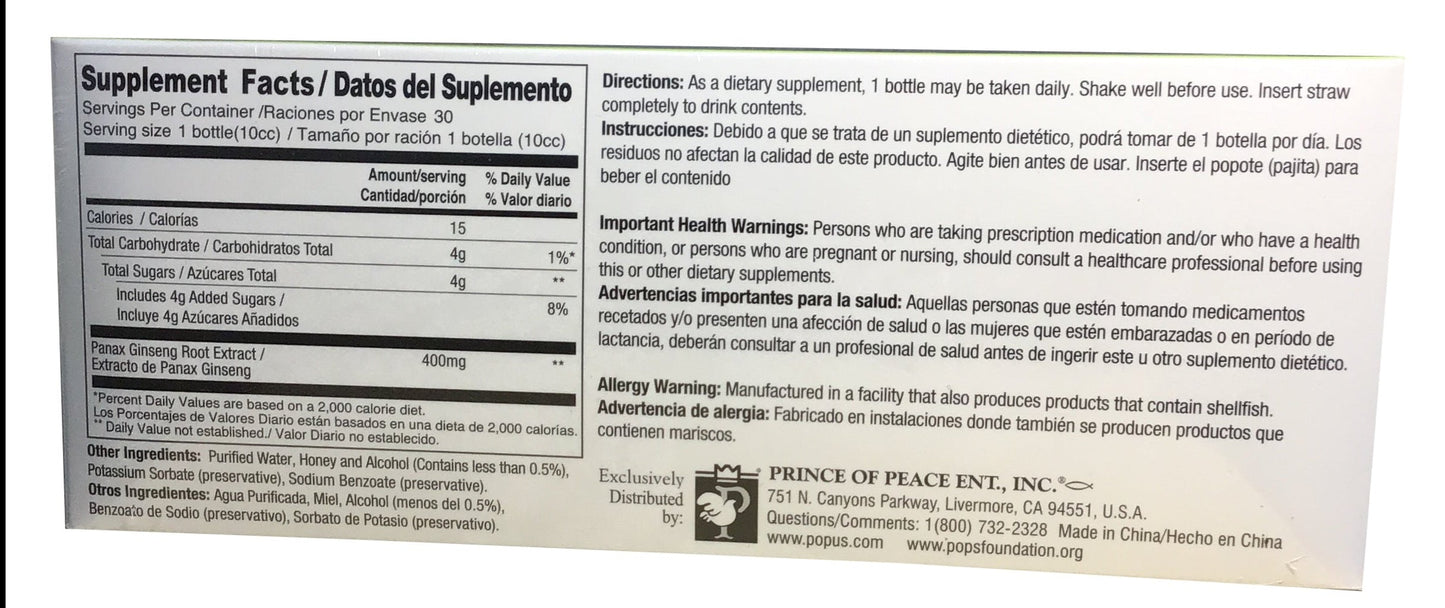 Supplement Facts / Datos del Suplemento
Servings Per Container /Raciones por Envase 30
Serving size 1 bottle(10cc) / Tamaño por ración 1 botella (10cc)
Amount/serving % Daily Value
Cantidad/porción % Valor diario
Calories / Calorías 15
Total Carbohydrate / Carbohidratos Total 4g 1%*
Total Sugars / Azúcares Total 4g **
Includes 4g Added Sugars / 8%
Incluye 4g Azúcares Añadidos
Panax Ginseng Root Extract / 400mg **
Extracto de Panax Ginseng
*Percent Daily Values are based on a 2,000 calorie diet.
Los Porcentajes de Valores Diario están basados en una dieta de 2,000 calorías.
** Daily Value not established./ Valor Diario no establecido.
Other Ingredients: Purified Water, Honey and Alcohol (Contains less than 0.5%),
Potassium Sorbate (preservative), Sodium Benzoate (preservative).
Otros Ingredientes: Agua Purificada, Miel, Alcohol (menos del 0.5%),
Benzoato de Sodio (preservativo), Sorbato de Potasio (preservativo).
Directions: As a dietary supplement, 1 bottle may be taken daily. Shake well before use. Insert straw
completely to drink contents.
Instrucciones: Debido a que se trata de un suplemento dietético, podrá tomar de 1 botella por día. Los
residuos no afectan la calidad de este producto. Agite bien antes de usar. Inserte el popote (pajita) para
beber el contenido
Important Health Warnings: Persons who are taking prescription medication and/or who have a health
condition, or persons who are pregnant or nursing, should consult a healthcare professional before using
this or other dietary supplements.
Advertencias importantes para la salud: Aquellas personas que estén tomando medicamentos
recetados y/o presenten una afección de salud o las mujeres que estén embarazadas o en período de
lactancia, deberán consultar a un profesional de salud antes de ingerir este u otro suplemento dietético.
Allergy Warning: Manufactured in a facility that also produces products that contain shellfish.
Advertencia de alergia: Fabricado en instalaciones donde también se producen productos que
contienen mariscos.
Exclusively
Distributed
by:
PRINCE OF PEACE ENT., INC.®
751 N. Canyons Parkway, Livermore, CA 94551, U.S.A.
Questions/Comments: 1(800) 732-2328 Made in China/Hecho en China
www.popus.com www.popsfoundation.org